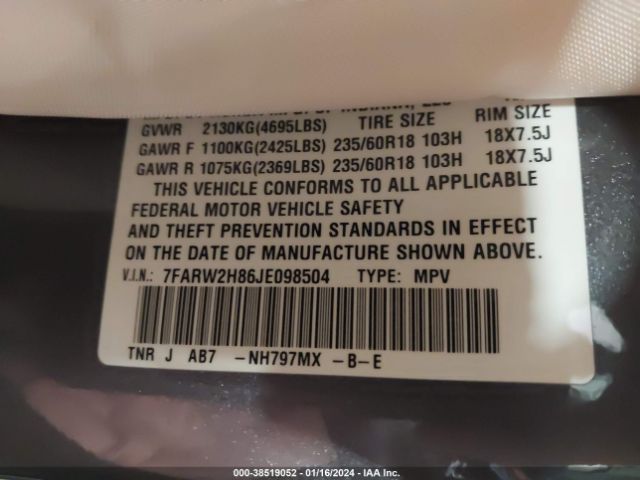 GVWR 2130KG(4695LBS) TIRE SIZE RIM SIZE
GAWR F 1100KG(2425LBS) 235/60R18 103H 18X7.5J
GAWR R 1075KG(2369LBS) 235/60R18 103H 18X7.5J
THIS VEHICLE CONFORMS TO ALL APPLICABLE
FEDERAL MOTOR VEHICLE SAFETY
AND THEFT PREVENTION STANDARDS IN EFFECT
ON THE DATE OF MANUFACTURE SHOWN ABOVE.
V.I.N.: 7FARW2H86JE098504 TYPE: MPV
TNR J AB7 -NH797MX -B-E
000-38519052 - 01/16/2024 - IAA Inc.